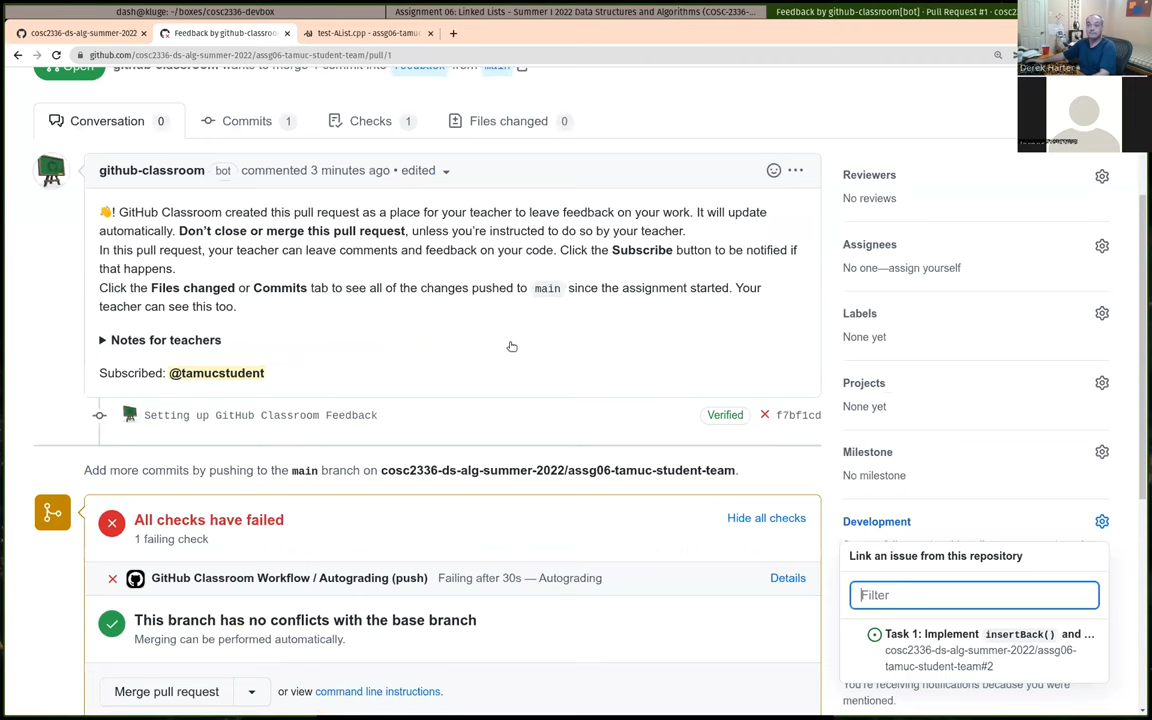 dash@kluge: ~/boxes/cosc2336-devbox
Assignment 06: Linked Lists - Summer I 2022 Data Structures and Algorithms (COSC-2336-...
Feedback by github-classroom[bot] · Pull Request #1 · cosc2
cosc2336-ds-alg-summer-2022
Feedback by github-classroom
test-AList.cpp - assg06-tamuc-
github.com/cosc2336-ds-alg-summer-2022/assg06-tamuc-student-team/pull/1
Derek Harter
Open
github-classroom wants to merge 1 commit into feedback from main
Conversation 0
Commits 1
Checks 1
Files changed 0
github-classroom bot commented 3 minutes ago • edited
👋! GitHub Classroom created this pull request as a place for your teacher to leave feedback on your work. It will update
automatically. Don't close or merge this pull request, unless you're instructed to do so by your teacher.
In this pull request, your teacher can leave comments and feedback on your code. Click the Subscribe button to be notified if
that happens.
Click the Files changed or Commits tab to see all of the changes pushed to main since the assignment started. Your
teacher can see this too.
Notes for teachers
Subscribed: @tamucstudent
Setting up GitHub Classroom Feedback
Verified
f7bf1cd
Add more commits by pushing to the main branch on cosc2336-ds-alg-summer-2022/assg06-tamuc-student-team.
All checks have failed
1 failing check
Hide all checks
GitHub Classroom Workflow / Autograding (push) Failing after 30s — Autograding
Details
This branch has no conflicts with the base branch
Merging can be performed automatically.
Merge pull request
or view command line instructions.
Reviewers
No reviews
Assignees
No one—assign yourself
Labels
None yet
Projects
None yet
Milestone
No milestone
Development
Link an issue from this repository
Filter
Task 1: Implement insertBack() and ...
cosc2336-ds-alg-summer-2022/assg06-
tamuc-student-team#2
You're receiving notifications because you were
mentioned.